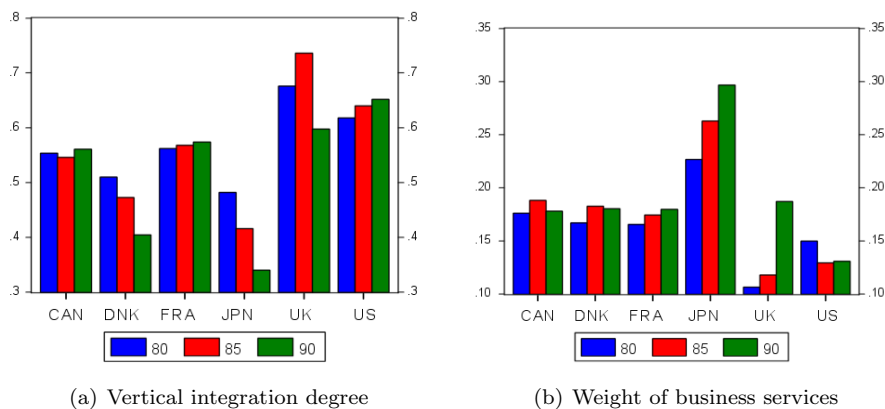 .8 .8
.7 .7
.6 .6
.5 .5
.4 .4
.3 .3
CAN DNK FRA JPN UK US
80 85 90
(a) Vertical integration degree
.35 .35
.30 .30
.25 .25
.20 .20
.15 .15
.10 .10
CAN DNK FRA JPN UK US
80 85 90
(b) Weight of business services